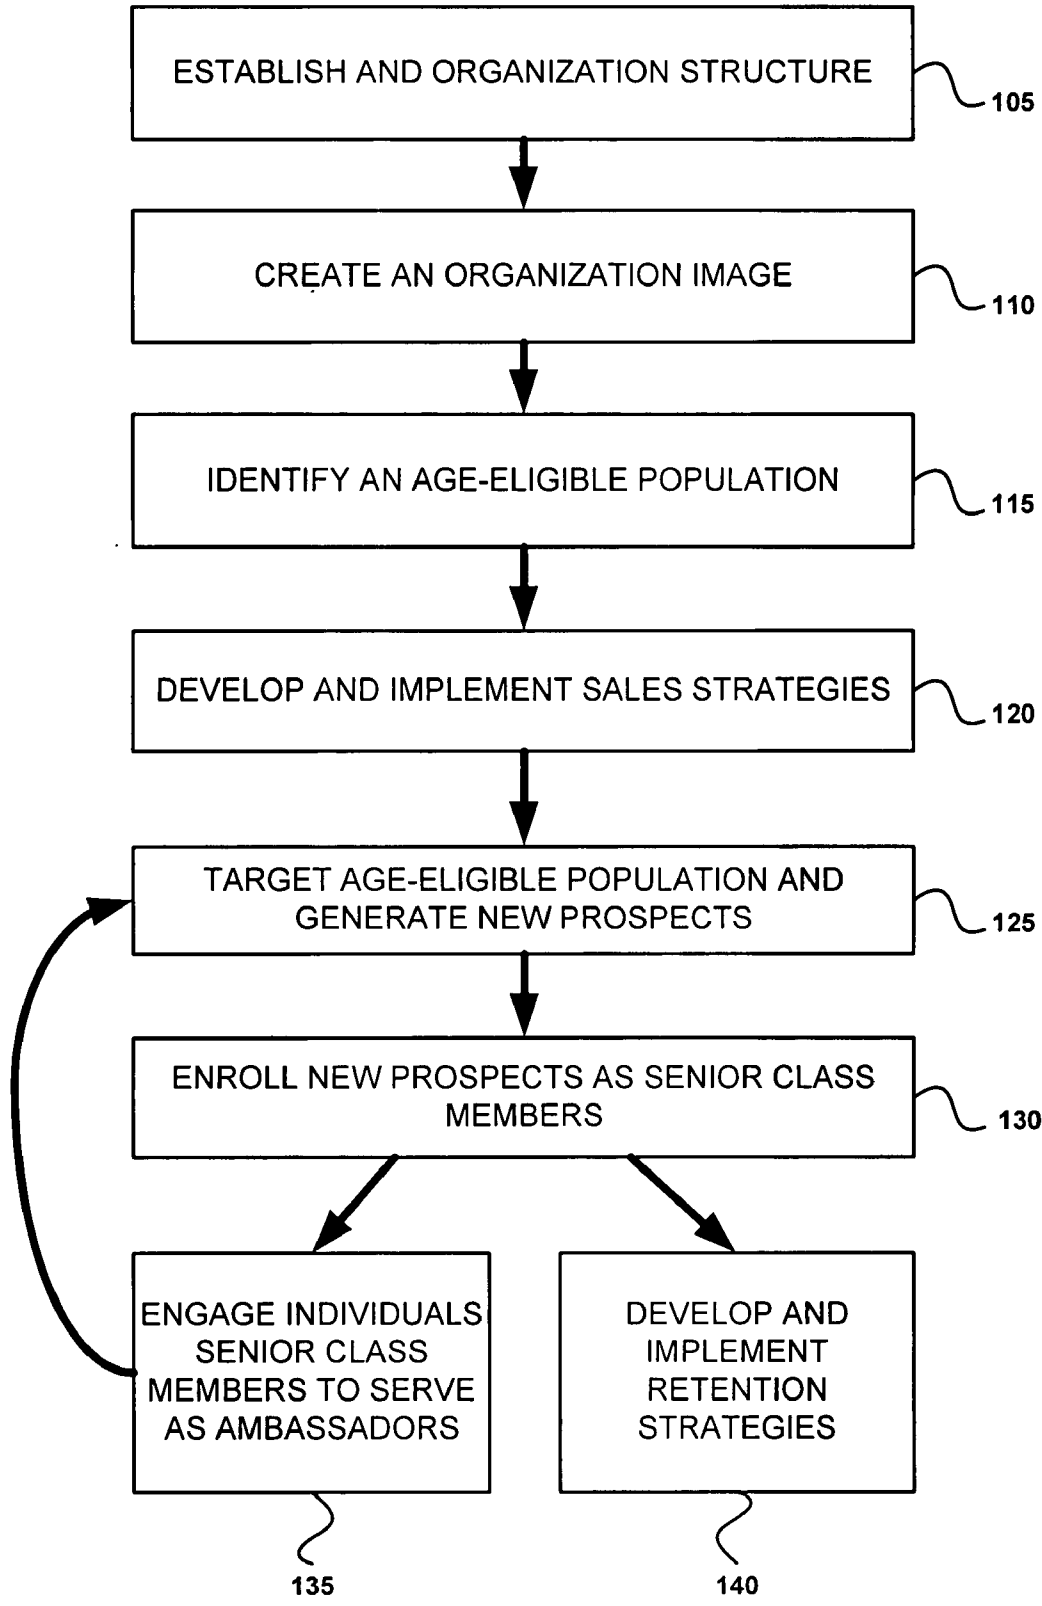 ESTABLISH AND ORGANIZATION STRUCTURE
105
CREATE AN ORGANIZATION IMAGE
110
IDENTIFY AN AGE-ELIGIBLE POPULATION
115
DEVELOP AND IMPLEMENT SALES STRATEGIES
120
TARGET AGE-ELIGIBLE POPULATION AND
GENERATE NEW PROSPECTS
125
ENROLL NEW PROSPECTS AS SENIOR CLASS
MEMBERS
130
ENGAGE INDIVIDUALS
SENIOR CLASS
MEMBERS TO SERVE
AS AMBASSADORS
135
DEVELOP AND
IMPLEMENT
RETENTION
STRATEGIES
140